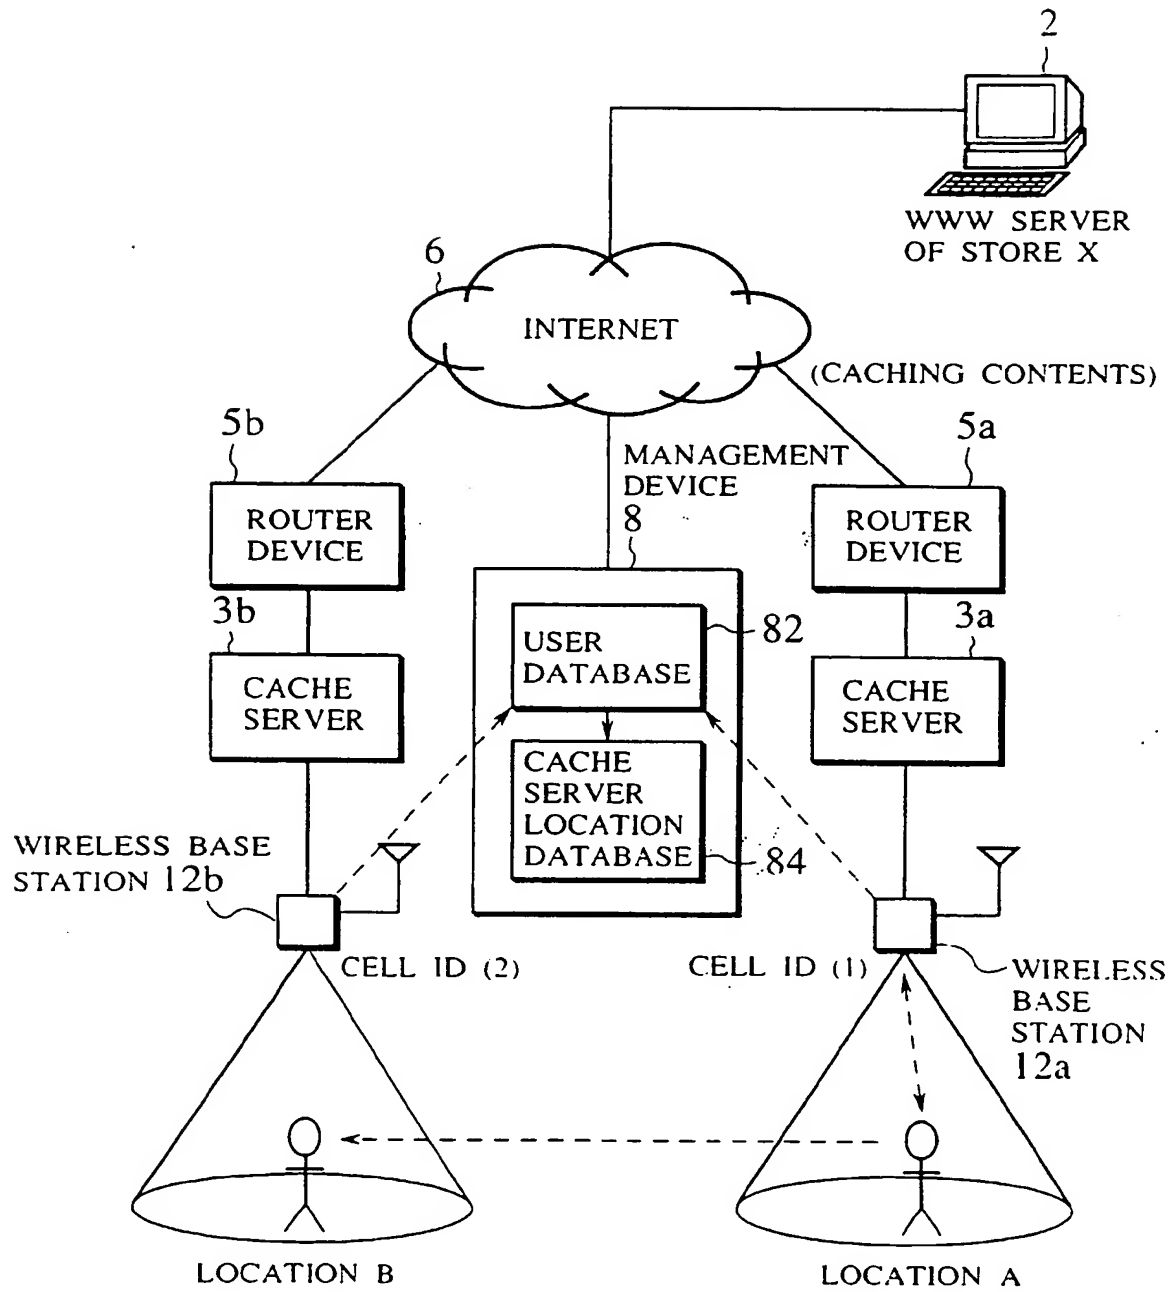 2
WWW SERVER
OF STORE X
6
INTERNET
(CACHING CONTENTS)
5b
5a
MANAGEMENT
DEVICE
8
ROUTER
DEVICE
ROUTER
DEVICE
3b
3a
82
USER
DATABASE
CACHE
SERVER
CACHE
SERVER
CACHE
SERVER
LOCATION
DATABASE
84
WIRELESS BASE
STATION 12b
CELL ID (2)
CELL ID (1)
WIRELESS
BASE
STATION
12a
LOCATION B
LOCATION A